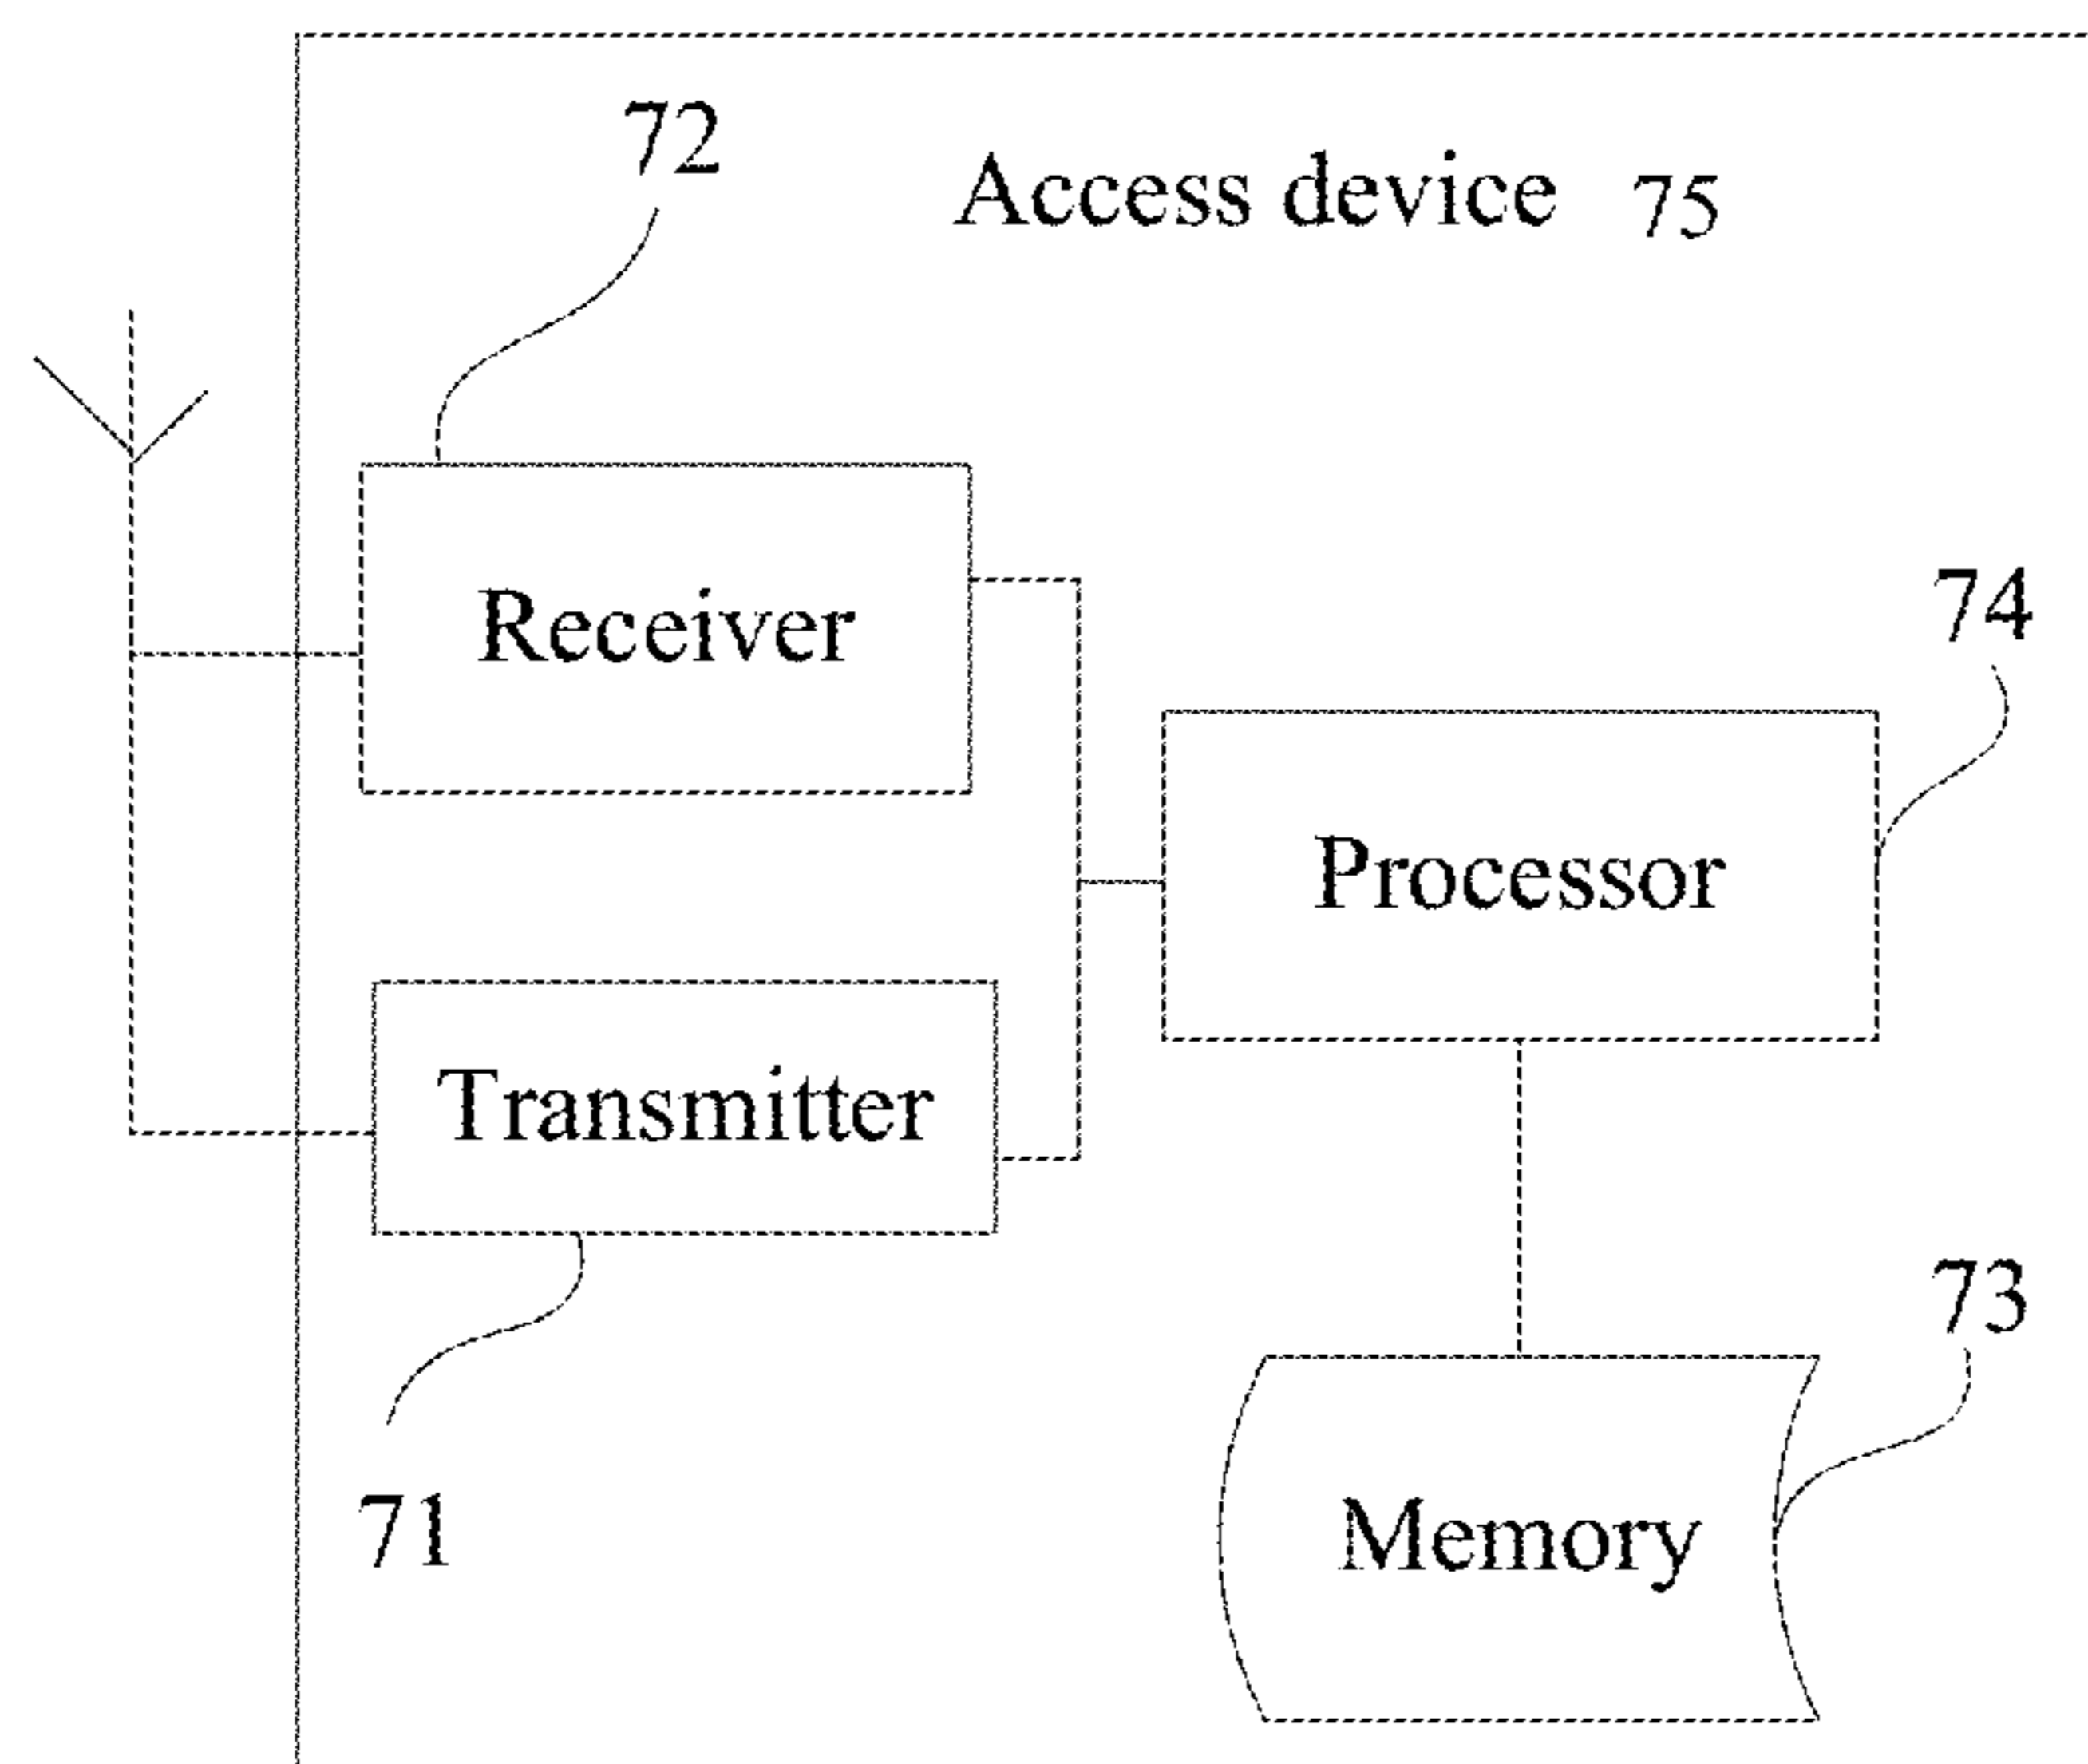 72
Access device 75
Receiver
74
Processor
Transmitter
73
71
Memory